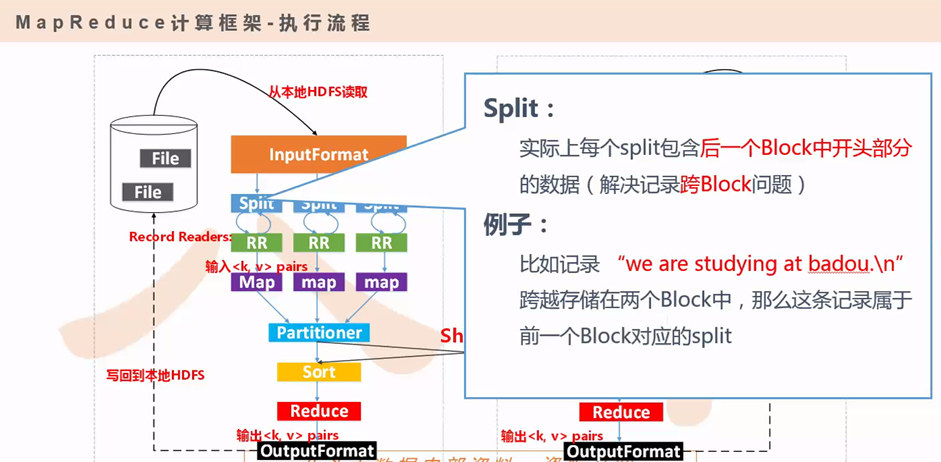 MapReduce计算框架-执行流程
从本地HDFS读取
File
File
InputFormat
Split
Split
Split
Record Readers:
RR
RR
RR
输入<k, v> pairs
Map
map
map
Partitioner
Sh
Sort
写回到本地HDFS
Reduce
输出<k, v> pairs
OutputFormat
Split：
实际上每个split包含后一个Block中开头部分
的数据（解决记录跨Block问题）
例子：
比如记录 “we are studying at badou.\n”
跨越存储在两个Block中，那么这条记录属于
前一个Block对应的split
Reduce
输出<k, v> pairs
OutputFormat